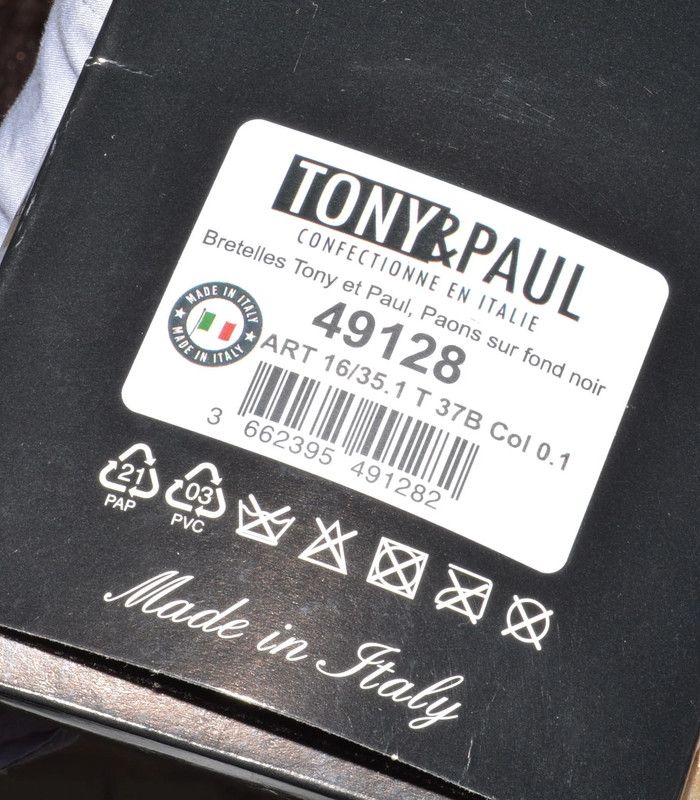 TONY&PAUL
CONFECTIONNE EN ITALIE
Bretelles Tony et Paul, Paons sur fond noir
49128
MADE IN ITALY
MADE IN ITALY
ART 16/35.1 T 37B Col 0.1
3 662395 491282
21
PAP
03
PVC
Made in Italy